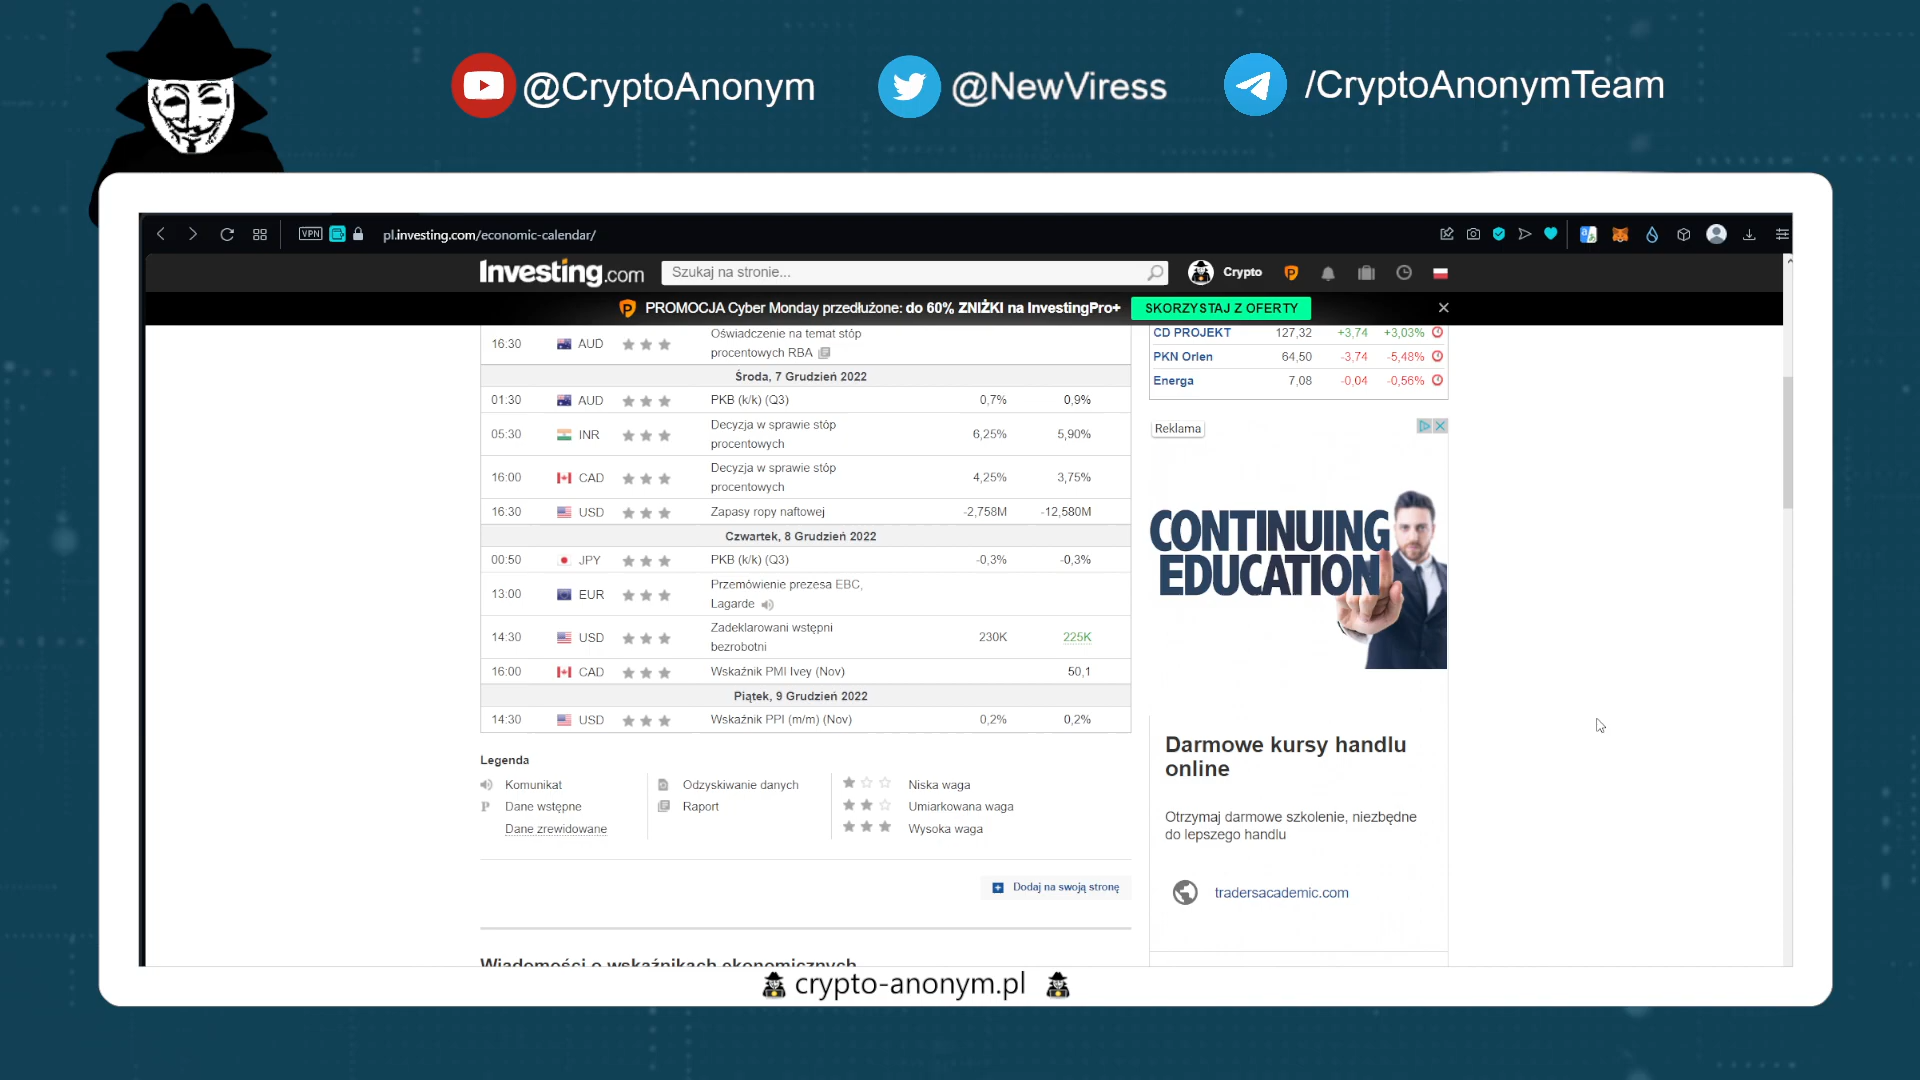 @CryptoAnonym
@NewViress
/CryptoAnonymTeam
VPN
pl.investing.com/economic-calendar/
Investing.com
Szukaj na stronie...
Crypto
PROMOCJA Cyber Monday przedłużone: do 60% ZNIŻKI na InvestingPro+
SKORZYSTAJ Z OFERTY
16:30 AUD Oświadczenie na temat stóp
procentowych RBA
Środa, 7 Grudzień 2022
01:30 AUD PKB (k/k) (Q3) 0,7% 0,9%
05:30 INR Decyzja w sprawie stóp
procentowych 6,25% 5,90%
16:00 CAD Decyzja w sprawie stóp
procentowych 4,25% 3,75%
16:30 USD Zapasy ropy naftowej -2,758M -12,580M
Czwartek, 8 Grudzień 2022
00:50 JPY PKB (k/k) (Q3) -0,3% -0,3%
13:00 EUR Przemówienie prezesa EBC,
Lagarde
14:30 USD Zadeklarowani wstępni
bezrobotni 230K 225K
16:00 CAD Wskaźnik PMI Ivey (Nov) 50,1
Piątek, 9 Grudzień 2022
14:30 USD Wskaźnik PPI (m/m) (Nov) 0,2% 0,2%
Legenda
Komunikat
Dane wstępne
Dane zrewidowane
Odzyskiwanie danych
Raport
Niska waga
Umiarkowana waga
Wysoka waga
Dodaj na swoją stronę
Wiadomości o wskaźnikach ekonomicznych
CD PROJEKT 127,32 +3,74 +3,03%
PKN Orlen 64,50 -3,74 -5,48%
Energa 7,08 -0,04 -0,56%
Reklama
CONTINUING
EDUCATION
Darmowe kursy handlu
online
Otrzymaj darmowe szkolenie, niezbędne
do lepszego handlu
tradersacademic.com
crypto-anonym.pl